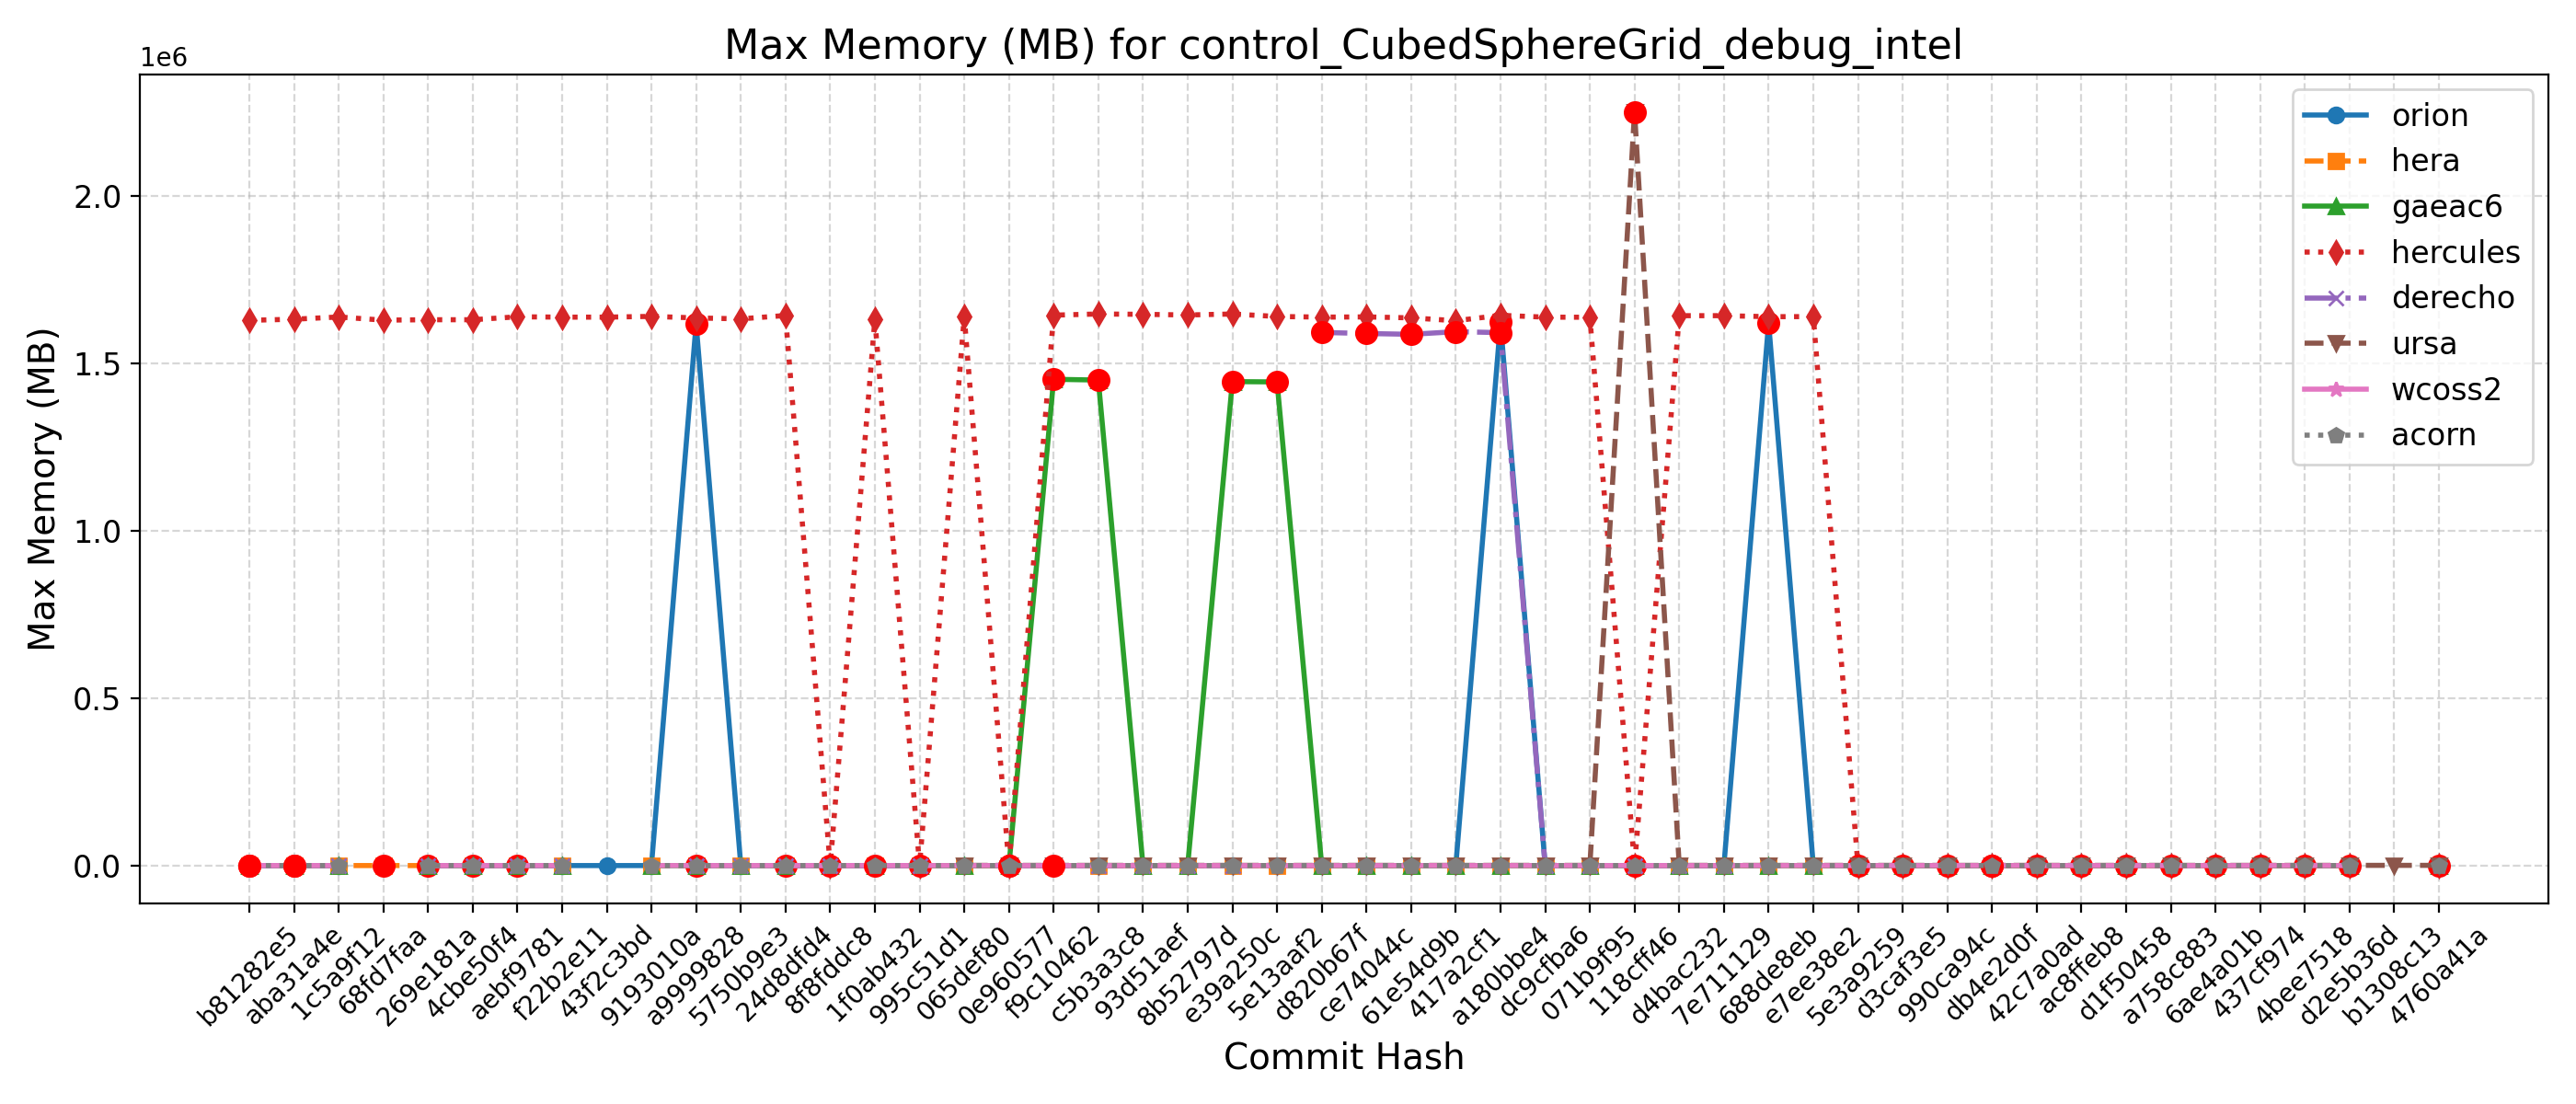 Max Memory (MB) for control_CubedSphereGrid_debug_intel
1e6
2.0
1.5
1.0
0.5
0.0
Max Memory (MB)
orion
hera
gaeac6
hercules
derecho
ursa
wcoss2
acorn
b81282e5
aba31a4e
1c5a9f12
68fd7faa
269e181a
4cbe50f4
aebf9781
f22b2e11
43f2c3bd
9193010a
a9999828
5750b9e3
24d8dfd4
8f8fddc8
1f0ab432
995c51d1
065def80
0e960577
f9c10462
c5b3a3c8
93d51aef
8b52797d
e39a250c
5e13aaf2
d820b67f
ce74044c
61e54d9b
417a2cf1
a180bbe4
dc9cfba6
071b9f95
118cff46
d4bac232
7e711129
688de8eb
e7ee38e2
5e3a9259
d3caf3e5
990ca94c
db4e2d0f
42c7a0ad
ac8ffeb8
d1f50458
a758c883
6ae4a01b
437cf974
4bee7518
d2e5b36d
b1308c13
4760a41a
Commit Hash